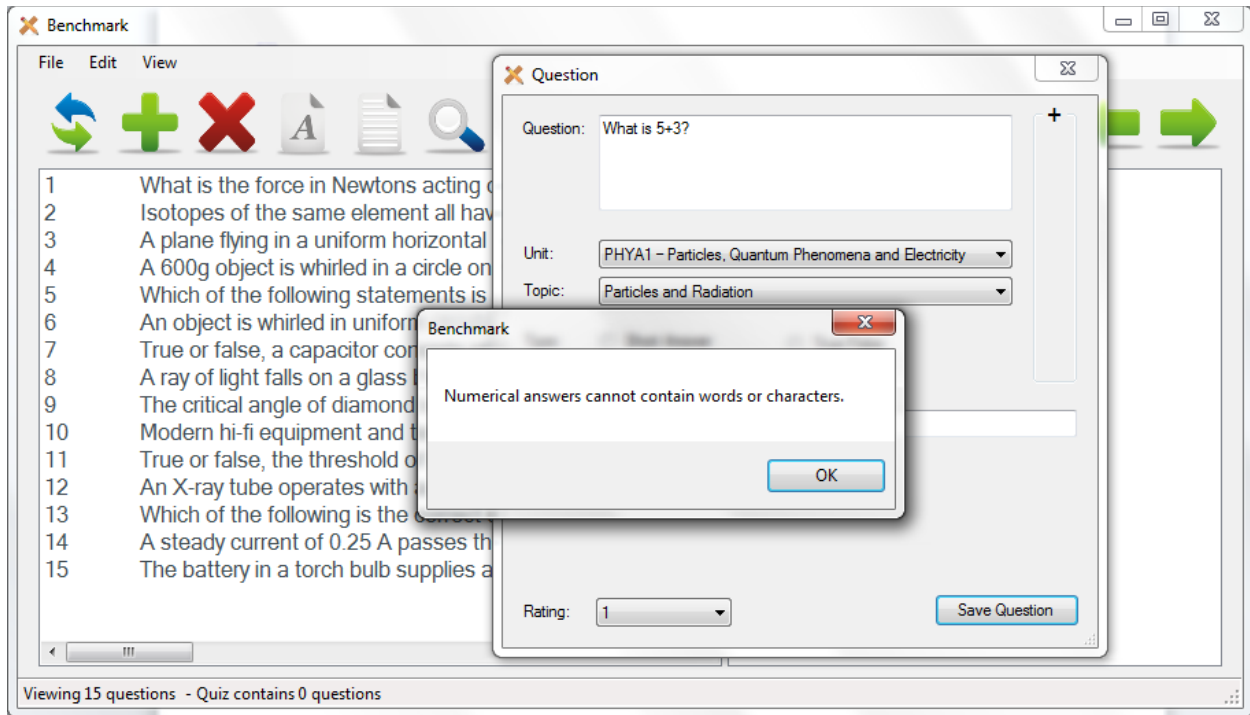 Benchmark
File Edit View
A
1 What is the force in Newtons acting
2 Isotopes of the same element all hav
3 A plane flying in a uniform horizontal
4 A 600g object is whirled in a circle on
5 Which of the following statements is
6 An object is whirled in uniform
7 True or false, a capacitor con
8 A ray of light falls on a glass
9 The critical angle of diamond
10 Modern hi-fi equipment and
11 True or false, the threshold o
12 An X-ray tube operates with
13 Which of the following is the correct
14 A steady current of 0.25 A passes th
15 The battery in a torch bulb supplies a
Viewing 15 questions - Quiz contains 0 questions
Question
Question: What is 5+3?
+
Unit: PHYA1 – Particles, Quantum Phenomena and Electricity
Topic: Particles and Radiation
Rating: 1
Save Question
Benchmark
Numerical answers cannot contain words or characters.
OK